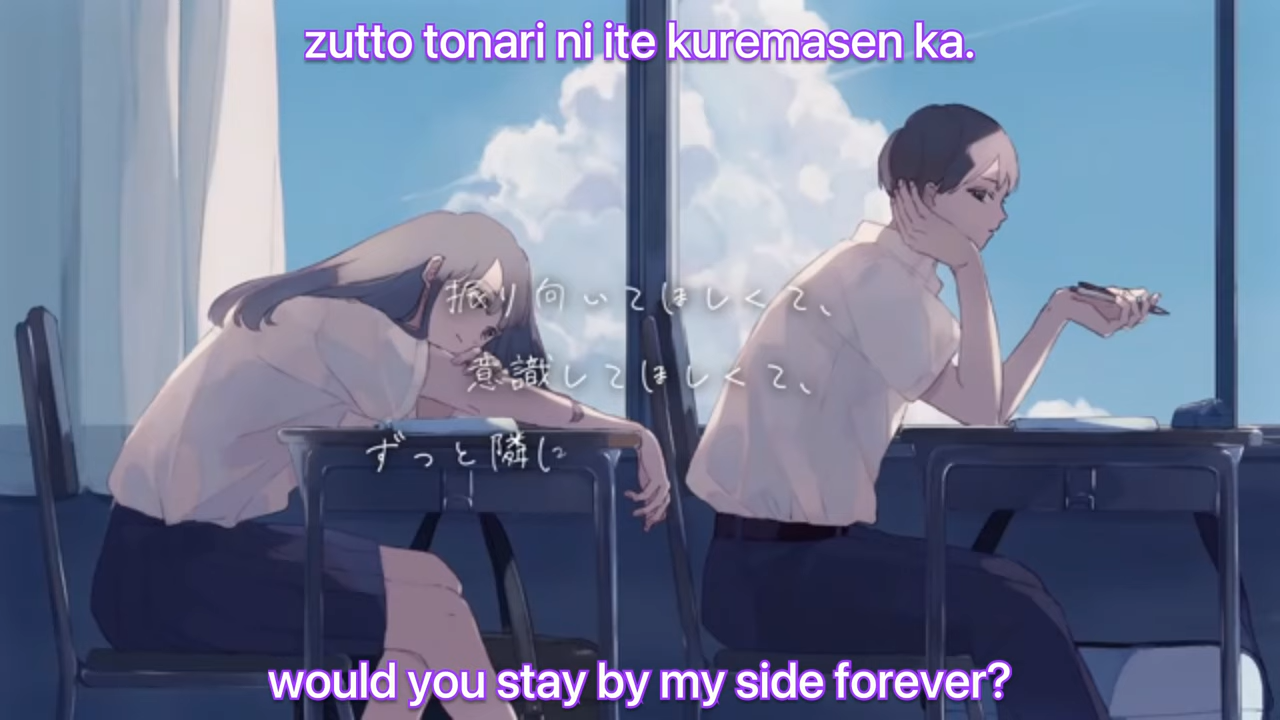 zutto tonari ni ite kuremasen ka.
振り向いてほしくて、
意識してほしくて、
ずっと隣に
would you stay by my side forever?